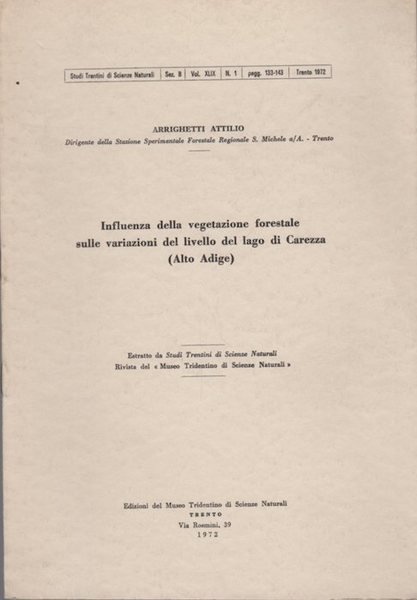 Studi Trentini di Scienze Naturali | Sez. B | Vol. XLIX | N. 1 | pagg. 133-143 | Trento 1972
ARRIGHETTI ATTILIO
Dirigente della Stazione Sperimentale Forestale Regionale S. Michele a/A. - Trento
Influenza della vegetazione forestale
sulle variazioni del livello del lago di Carezza
(Alto Adige)
Estratto da Studi Trentini di Scienze Naturali
Rivista del « Museo Tridentino di Scienze Naturali »
Edizioni del Museo Tridentino di Scienze Naturali
TRENTO
Via Rosmini, 39
1972